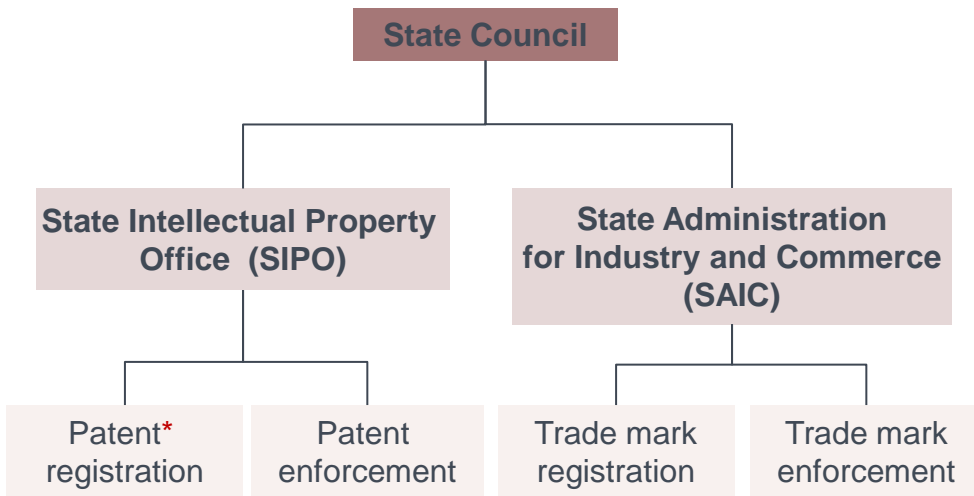 State Council
State Intellectual Property
Office (SIPO)
State Administration
for Industry and Commerce
(SAIC)
Patent*
registration
Patent
enforcement
Trade mark
registration
Trade mark
enforcement